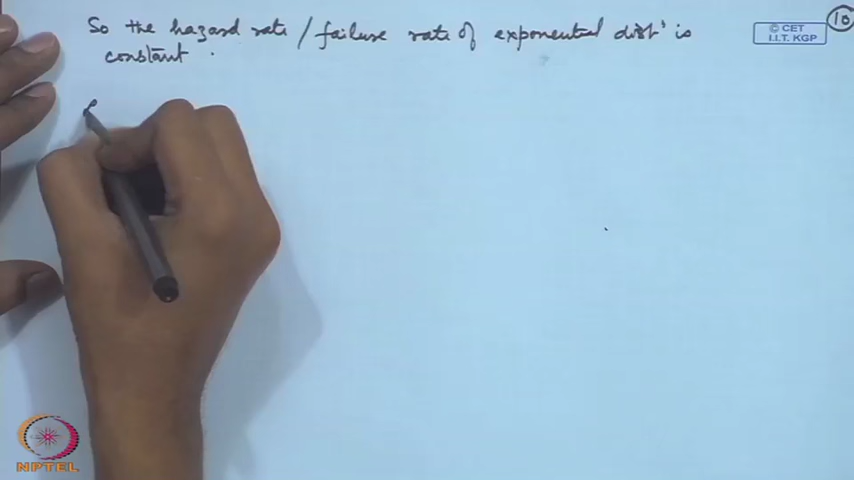 So the hazard rate / failure rate of exponential distⁿ is
constant .
© CET
I.I.T. KGP
10
NPTEL